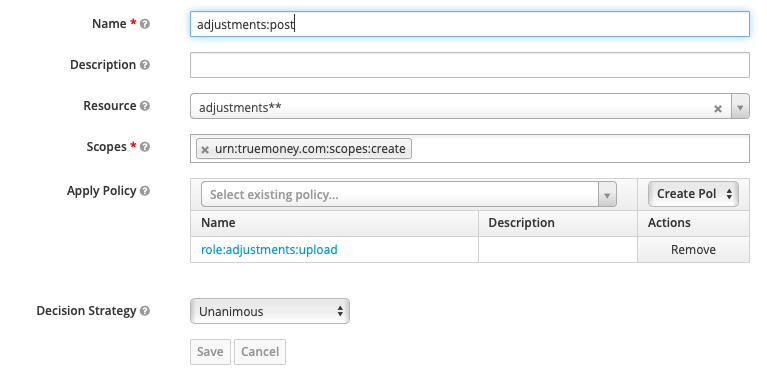 Name *
adjustments:post
Description
Resource
adjustments**
Scopes *
urn:truemoney.com:scopes:create
Apply Policy
Select existing policy...
Create Pol
Name
Description
Actions
role:adjustments:upload
Remove
Decision Strategy
Unanimous
Save
Cancel